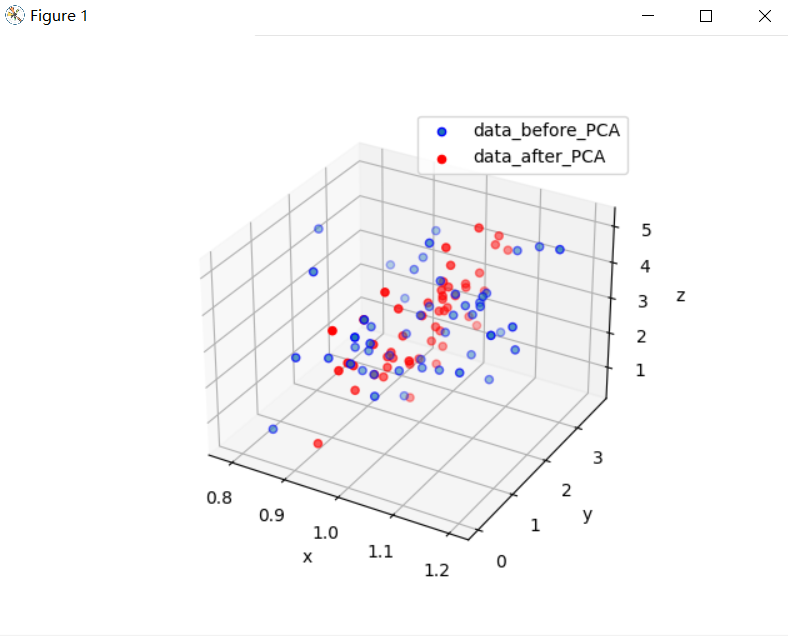 Figure 1
data_before_PCA
data_after_PCA
5
4
3
2
1
z
3
2
1
0
y
0.8
0.9
1.0
1.1
1.2
x